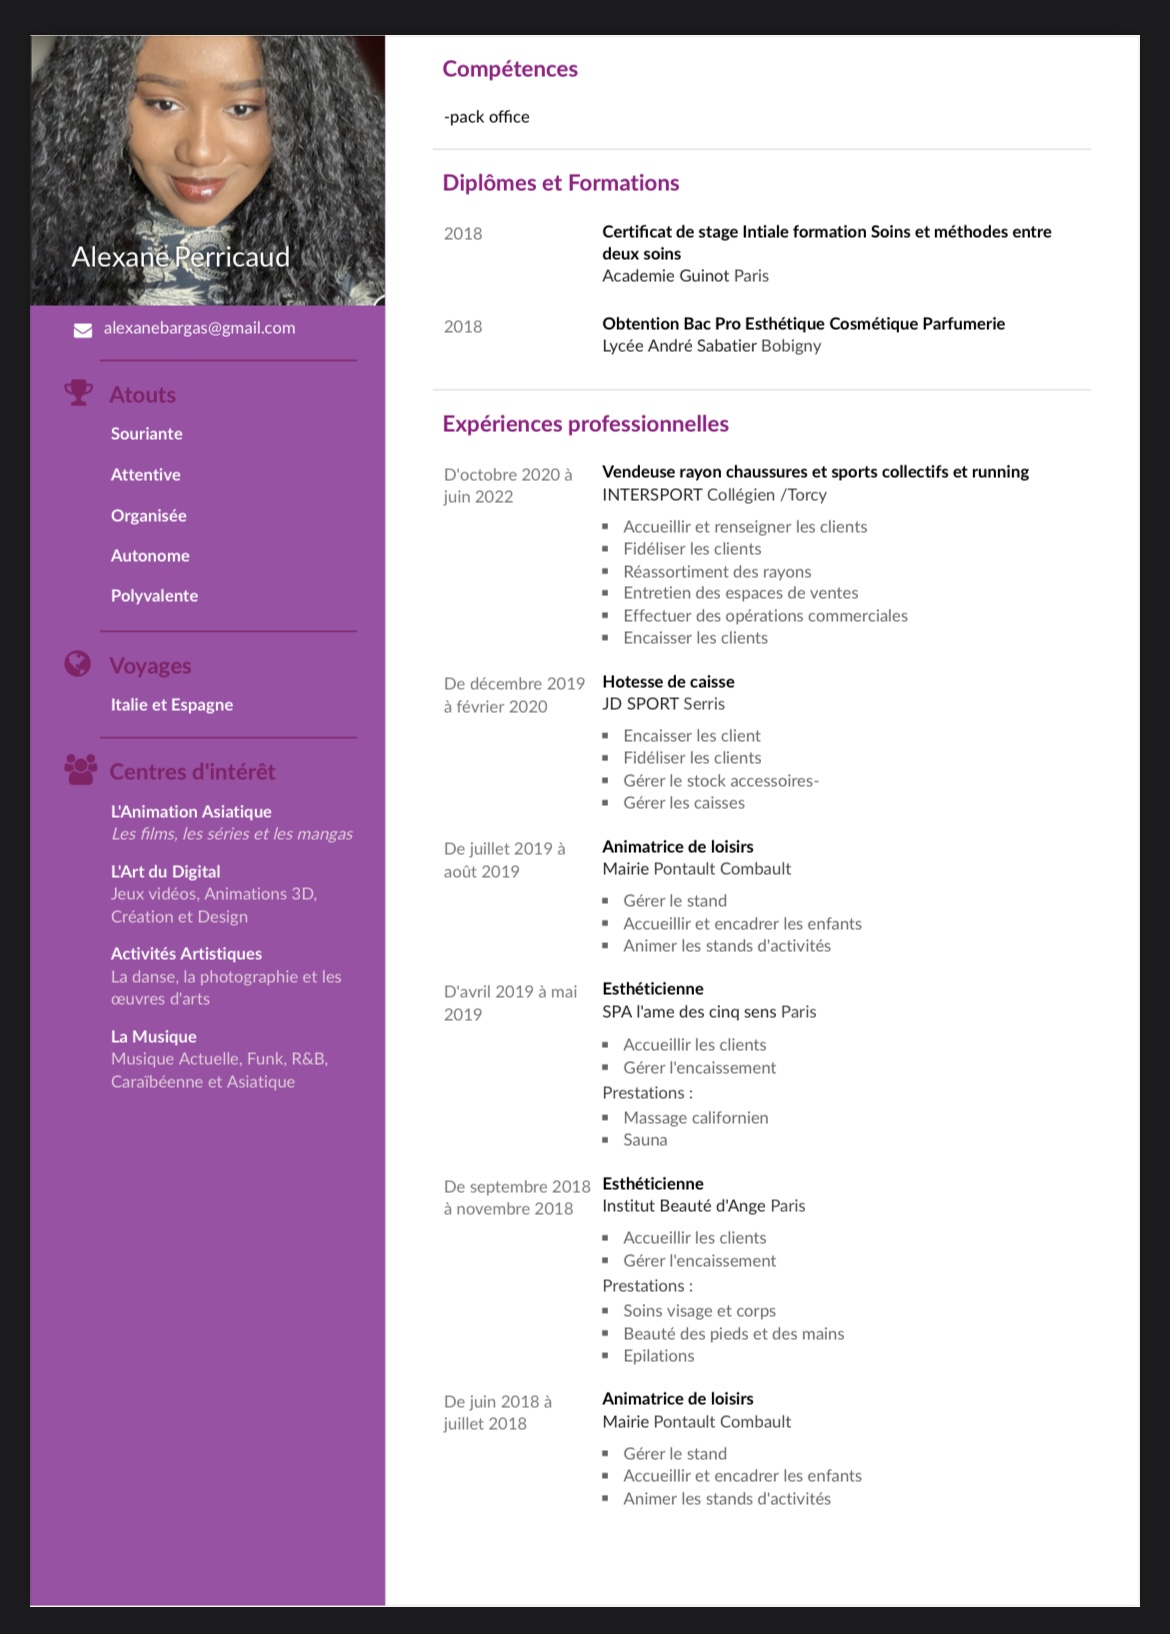 Alexane Perricaud
alexanebargas@gmail.com
Atouts
Souriante
Attentive
Organisée
Autonome
Polyvalente
Voyages
Italie et Espagne
Centres d'intérêt
L'Animation Asiatique
Les films, les séries et les mangas
L'Art du Digital
Jeux vidéos, Animations 3D,
Création et Design
Activités Artistiques
La danse, la photographie et les
œuvres d'arts
La Musique
Musique Actuelle, Funk, R&B,
Caraïbéenne et Asiatique
Compétences
-pack office
Diplômes et Formations
2018
Certificat de stage Intiale formation Soins et méthodes entre
deux soins
Academie Guinot Paris
2018
Obtention Bac Pro Esthétique Cosmétique Parfumerie
Lycée André Sabatier Bobigny
Expériences professionnelles
D'octobre 2020 à
juin 2022
Vendeuse rayon chaussures et sports collectifs et running
INTERSPORT Collégien /Torcy
▪ Accueillir et renseigner les clients
▪ Fidéliser les clients
▪ Réassortiment des rayons
▪ Entretien des espaces de ventes
▪ Effectuer des opérations commerciales
▪ Encaisser les clients
De décembre 2019
à février 2020
Hotesse de caisse
JD SPORT Serris
▪ Encaisser les client
▪ Fidéliser les clients
▪ Gérer le stock accessoires-
▪ Gérer les caisses
De juillet 2019 à
août 2019
Animatrice de loisirs
Mairie Pontault Combault
▪ Gérer le stand
▪ Accueillir et encadrer les enfants
▪ Animer les stands d'activités
D'avril 2019 à mai
2019
Esthéticienne
SPA l'ame des cinq sens Paris
▪ Accueillir les clients
▪ Gérer l'encaissement
Prestations :
▪ Massage californien
▪ Sauna
De septembre 2018
à novembre 2018
Esthéticienne
Institut Beauté d'Ange Paris
▪ Accueillir les clients
▪ Gérer l'encaissement
Prestations :
▪ Soins visage et corps
▪ Beauté des pieds et des mains
▪ Epilations
De juin 2018 à
juillet 2018
Animatrice de loisirs
Mairie Pontault Combault
▪ Gérer le stand
▪ Accueillir et encadrer les enfants
▪ Animer les stands d'activités